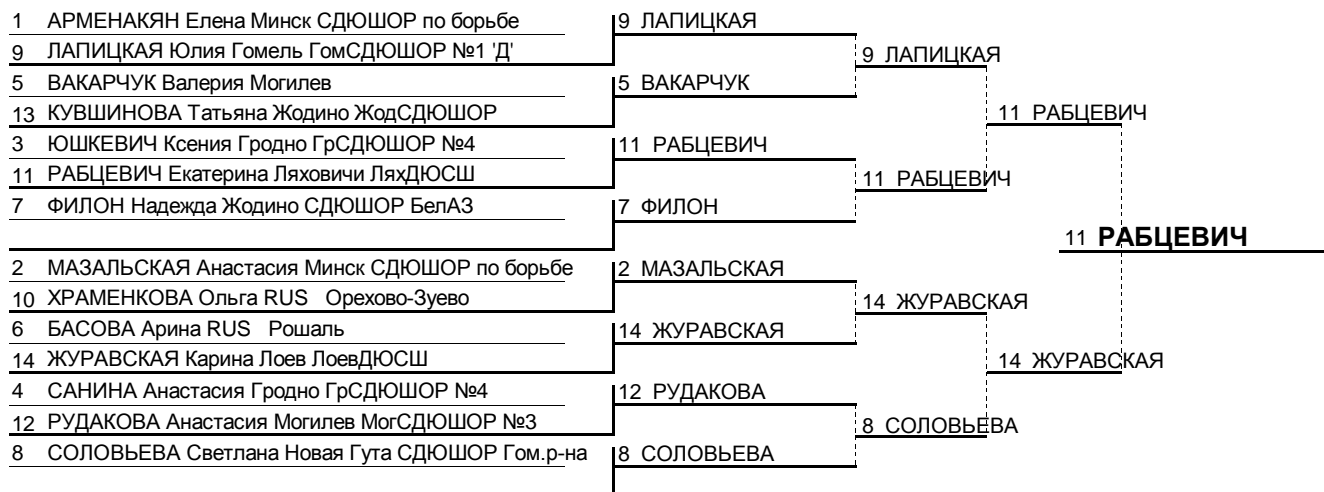 1 АРМЕНАКЯН Елена Минск СДЮШОР по борьбе
9 ЛАПИЦКАЯ Юлия Гомель ГомСДЮШОР №1 'Д'
5 ВАКАРЧУК Валерия Могилев
13 КУВШИНОВА Татьяна Жодино ЖодСДЮШОР
3 ЮШКЕВИЧ Ксения Гродно ГрСДЮШОР №4
11 РАБЦЕВИЧ Екатерина Ляховичи ЛяхДЮСШ
7 ФИЛОН Надежда Жодино СДЮШОР БелАЗ
2 МАЗАЛЬСКАЯ Анастасия Минск СДЮШОР по борьбе
10 ХРАМЕНКОВА Ольга RUS Орехово-Зуево
6 БАСОВА Арина RUS Рошаль
14 ЖУРАВСКАЯ Карина Лоев ЛоевДЮСШ
4 САНИНА Анастасия Гродно ГрСДЮШОР №4
12 РУДАКОВА Анастасия Могилев МогСДЮШОР №3
8 СОЛОВЬЕВА Светлана Новая Гута СДЮШОР Гом.р-на
9 ЛАПИЦКАЯ
5 ВАКАРЧУК
11 РАБЦЕВИЧ
7 ФИЛОН
2 МАЗАЛЬСКАЯ
14 ЖУРАВСКАЯ
12 РУДАКОВА
8 СОЛОВЬЕВА
9 ЛАПИЦКАЯ
11 РАБЦЕВИЧ
14 ЖУРАВСКАЯ
8 СОЛОВЬЕВА
11 РАБЦЕВИЧ
14 ЖУРАВСКАЯ
11 РАБЦЕВИЧ